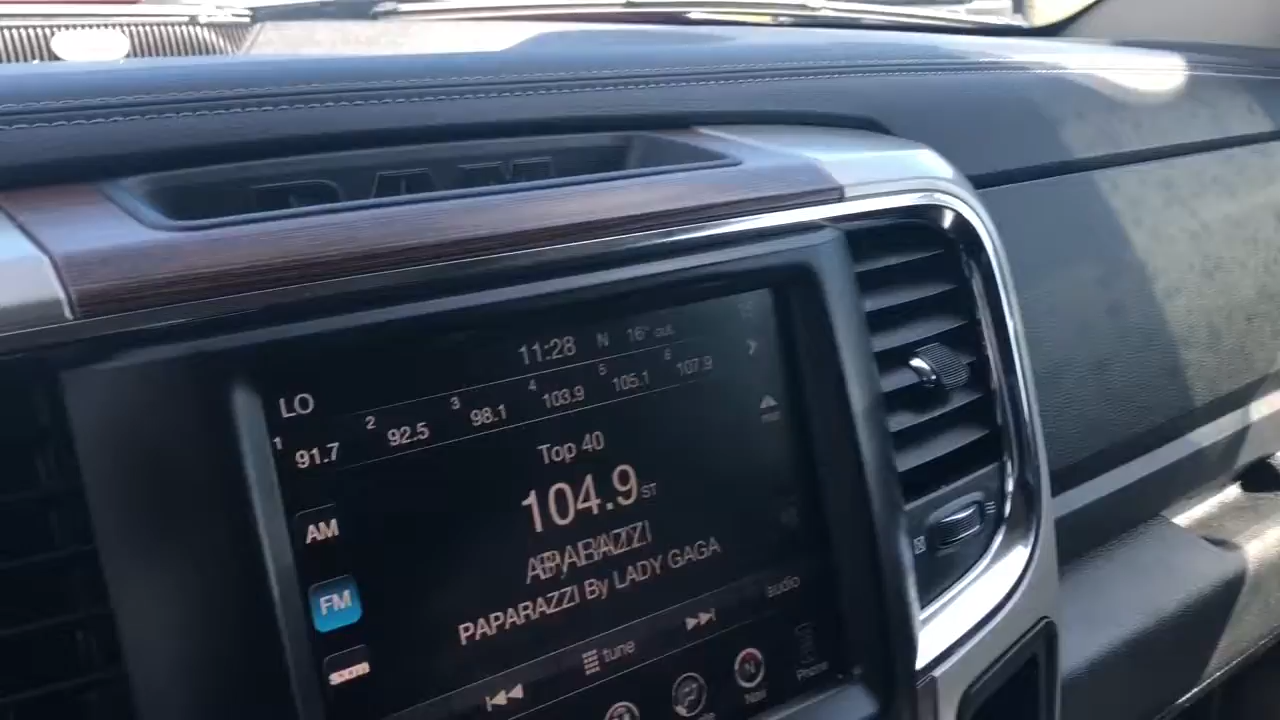 RAM
11:28 N 16° out
LO
1 91.7 2 92.5 3 98.1 4 103.9 5 105.1 6 107.9
Top 40
104.9 ST
AM
FM
PAPARAZZI By LADY GAGA
audio
tune
Nav
Phone